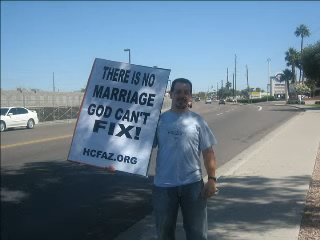 THERE IS NO
MARRIAGE
GOD CAN'T
FIX!
HCFAZ.ORG